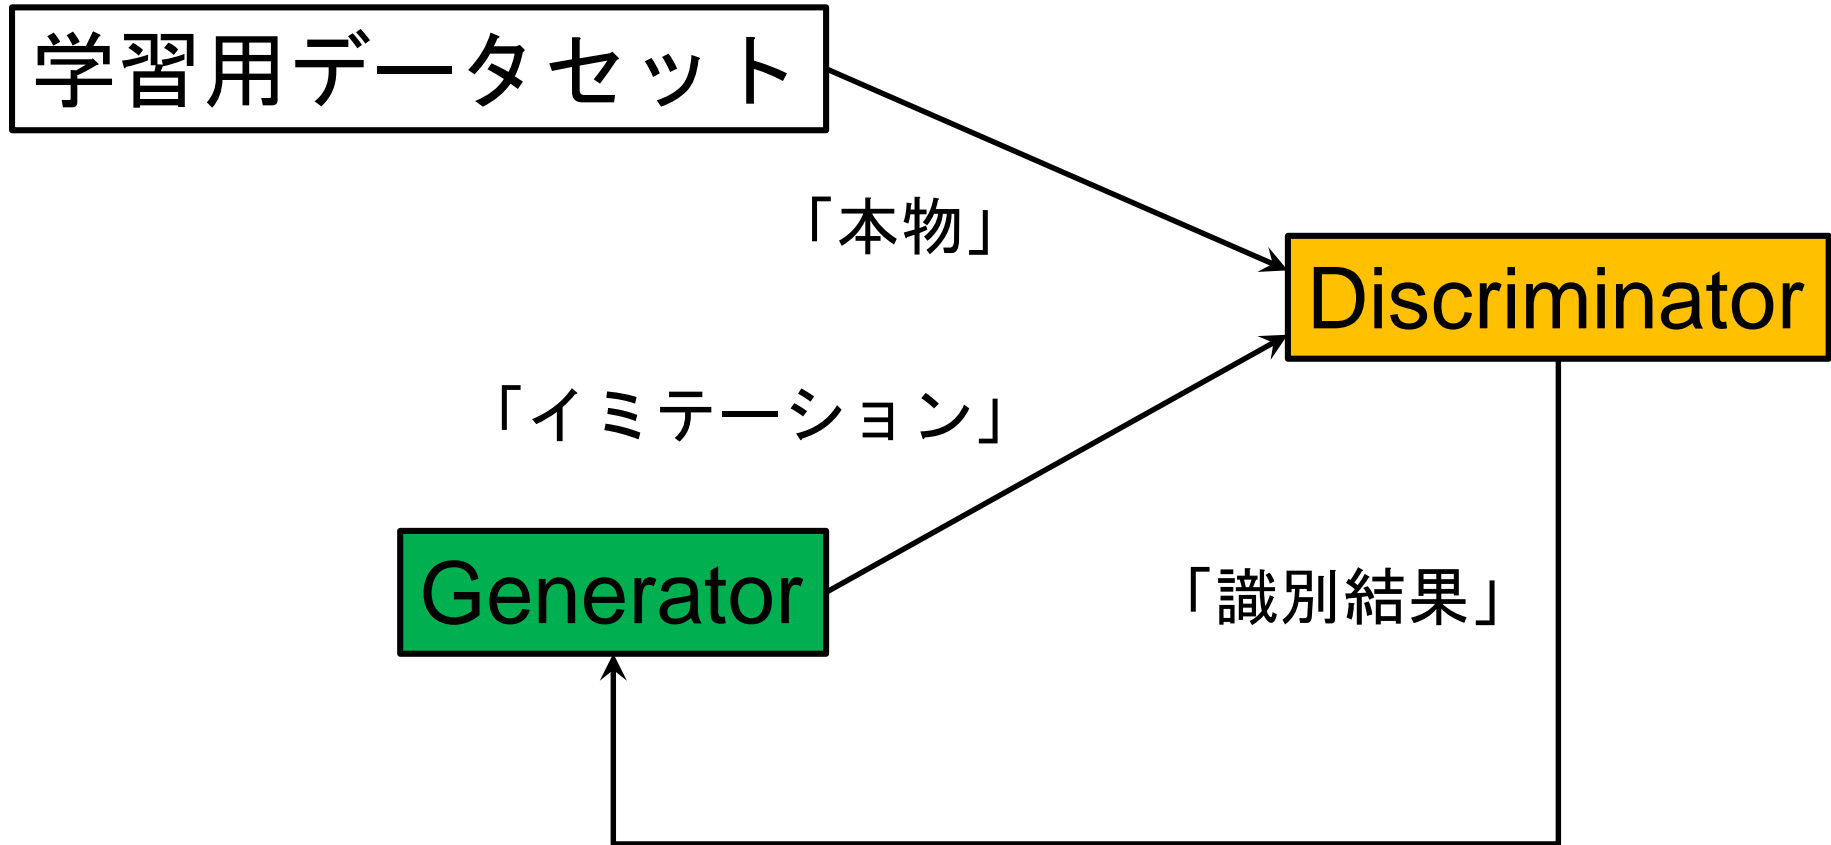 学習用データセット
「本物」
Discriminator
「イミテーション」
Generator
「識別結果」